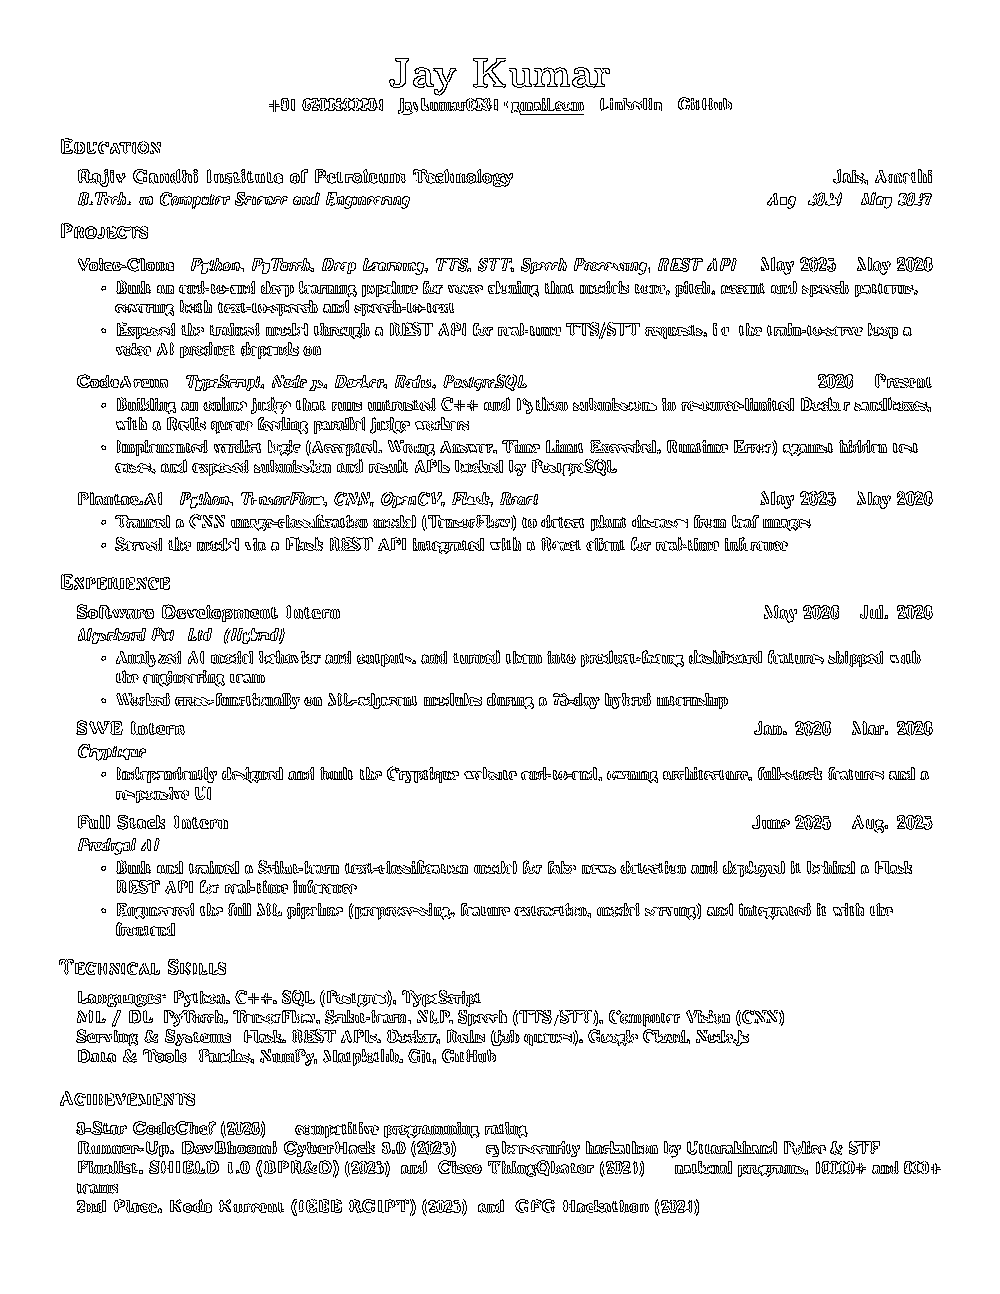 Jay Kumar
+91 LinkedIn GitHub
EDUCATION
Rajiv Gandhi Institute of Petroleum Technology Jais, Amethi
B.Tech. in Computer Science and Engineering Aug May 2027
PROJECTS
Voice-Clone Python, PyTorch, Deep Learning, TTS, STT, Speech Processing, REST API May 2025 May 2026
• Built an end-to-end deep learning pipeline for voice cloning that models tone, pitch, accent and speech patterns,
covering both text-to-speech and speech-to-text
• Exposed the trained model through a REST API for real-time TTS/STT requests, i.e. the train-to-serve loop a
voice AI product depends on
CodeArena TypeScript, Node.js, Docker, Redis, PostgreSQL 2026 Present
• Building an online judge that runs untrusted C++ and Python submissions in resource-limited Docker sandboxes,
with a Redis queue feeding parallel judge workers
• Implemented verdict logic (Accepted, Wrong Answer, Time Limit Exceeded, Runtime Error) against hidden test
cases, and exposed submission and result APIs backed by PostgreSQL
Python, TensorFlow, CNN, OpenCV, Flask, React May 2025 May 2026
• Trained a CNN image-classification model (TensorFlow) to detect plant diseases from leaf images
• Served the model via a Flask REST API integrated with a React client for real-time inference
EXPERIENCE
Software Development Intern May 2026 Jul. 2026
Pvt Ltd (Hybrid)
• Analyzed AI model behavior and outputs, and turned them into product-facing dashboard features shipped with
the engineering team
• Worked cross-functionally on ML-adjacent modules during a hybrid internship
SWE Intern Jan. 2026 Mar. 2026
Cryptique
• Independently designed and built the Cryptique website end-to-end, owning architecture, full-stack features and a
responsive UI
Full Stack Intern June 2025 Aug. 2025
Prodigal AI
• Built and trained a Scikit-learn text-classification model for fake news detection and deployed it behind a Flask
REST API for real-time inference
• Engineered the full ML pipeline (preprocessing, feature extraction, model serving) and integrated it with the
frontend
TECHNICAL SKILLS
Languages: Python, C++, SQL (Postgres), TypeScript
ML / DL PyTorch, TensorFlow, Scikit-learn, NLP, Speech (TTS/STT), Computer Vision (CNN)
Serving & Systems Flask, REST APIs, Docker, Redis (job queues), Google Cloud, Node.js
Data & Tools Pandas, NumPy, Matplotlib, Git, GitHub
ACHIEVEMENTS
3-Star CodeChef (2026) competitive programming rating
Runner-Up, DevBhoomi CyberHack 3.0 (2025) cybersecurity hackathon by Uttarakhand Police & STF
Finalist, SHIELD 1.0 (BPR&D) (2025) and Cisco ThingQbator (2024) national programs, and
teams
2nd Place, Kode Kurrent (IEEE RGIPT) (2025) and GFG Hackathon (2024)